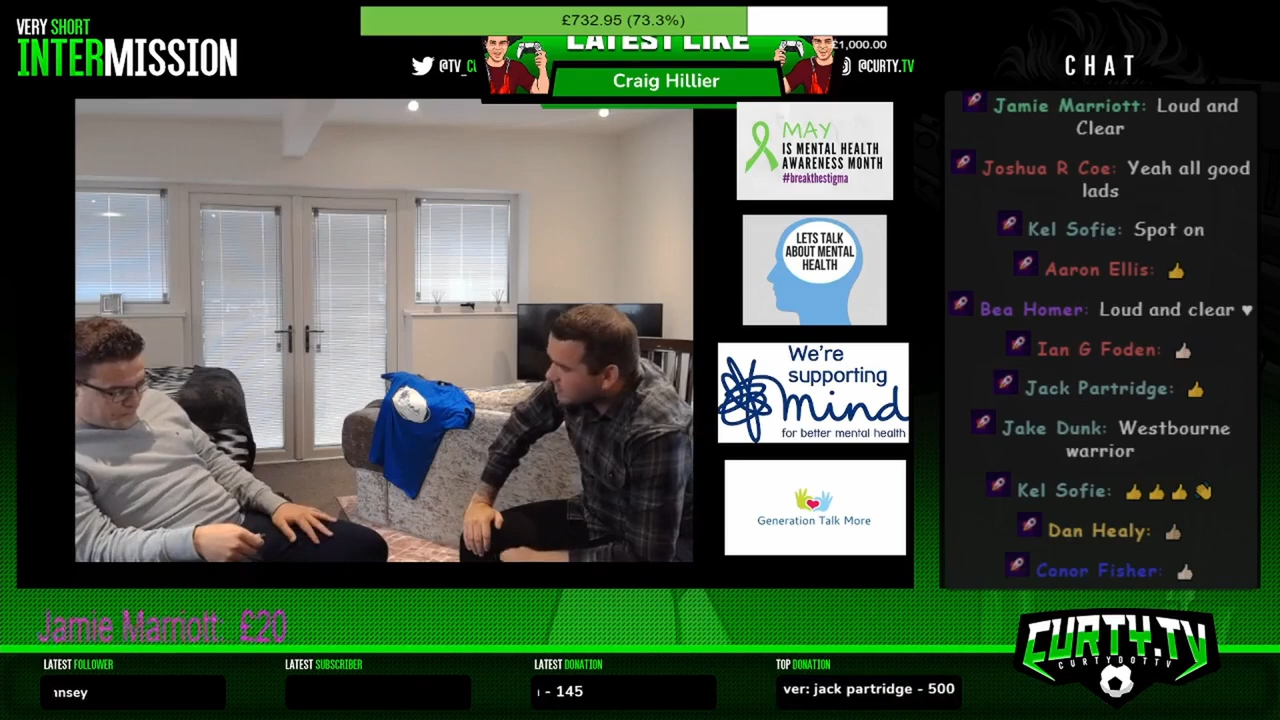 VERY SHORT
INTERMISSION
£732.95 (73.3%)
£1,000.00
LATEST LIKE
Craig Hillier
@CURTY.TV
CHAT
Jamie Marriott: Loud and
Clear
Joshua R Coe: Yeah all good
lads
Kel Sofie: Spot on
Aaron Ellis: 👍
Bea Homer: Loud and clear ♥
Ian G Foden: 👍
Jack Partridge: 👍
Jake Dunk: Westbourne
warrior
Kel Sofie: 👍👍👍👏
Dan Healy: 👍
Conor Fisher: 👍
MAY
IS MENTAL HEALTH
AWARENESS MONTH
#breakthestigma
LETS TALK
ABOUT MENTAL
HEALTH
We're
supporting
mind
for better mental health
Generation Talk More
Jamie Marriott £20
LATEST FOLLOWER
LATEST SUBSCRIBER
LATEST DONATION
- 145
TOP DONATION
ver: jack partridge - 500
CURTY.TV
CURTYDOTTV